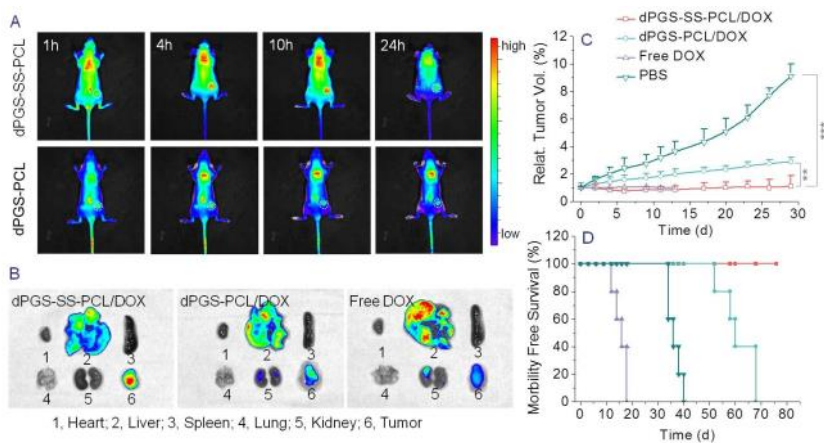 A
1h
4h
10h
24h
dPGS-SS-PCL
dPGS-PCL
high
low
B
dPGS-SS-PCL/DOX
dPGS-PCL/DOX
Free DOX
1 2 3
4 5 6
1 2 3
4 5 6
1 2 3
4 5 6
1, Heart; 2, Liver; 3, Spleen; 4, Lung; 5, Kidney; 6, Tumor
C
dPGS-SS-PCL/DOX
dPGS-PCL/DOX
Free DOX
PBS
Relat. Tumor Vol. (%)
12
10
8
6
4
2
0
0 5 10 15 20 25 30
Time (d)
**
***
D
Morbility Free Survival (%)
120
100
80
60
40
20
0
0 10 20 30 40 50 60 70 80
Time (d)